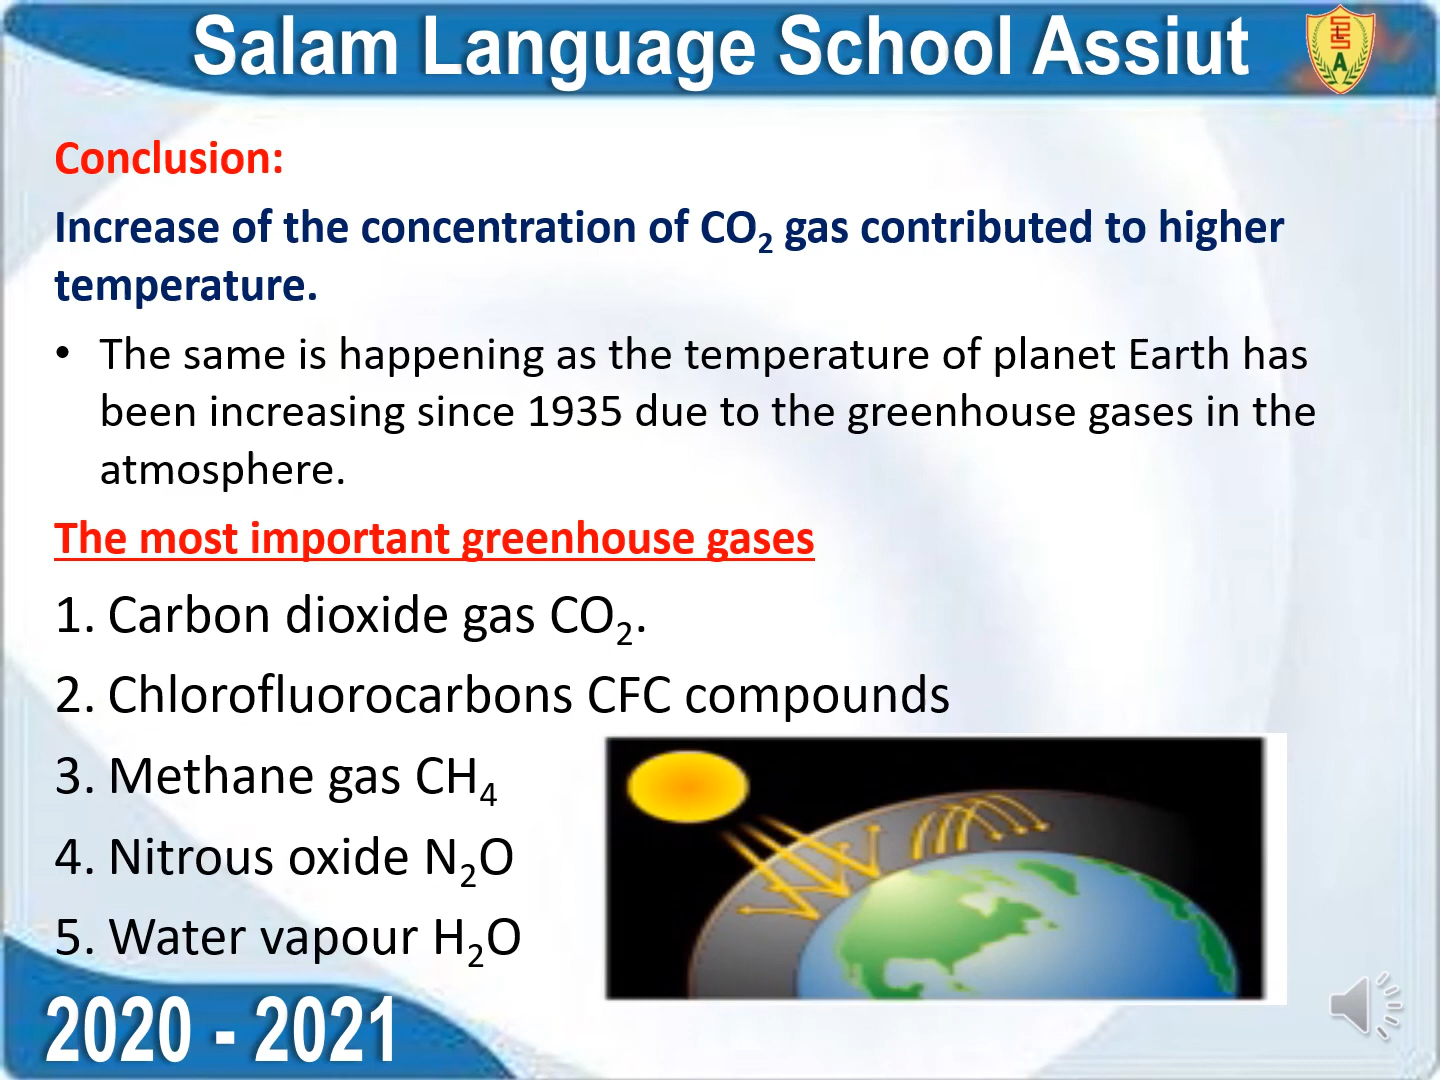 Salam Language School Assiut
Conclusion:
Increase of the concentration of CO₂ gas contributed to higher
temperature.
• The same is happening as the temperature of planet Earth has
been increasing since 1935 due to the greenhouse gases in the
atmosphere.
The most important greenhouse gases
1. Carbon dioxide gas CO₂.
2. Chlorofluorocarbons CFC compounds
3. Methane gas CH₄
4. Nitrous oxide N₂O
5. Water vapour H₂O
2020 - 2021